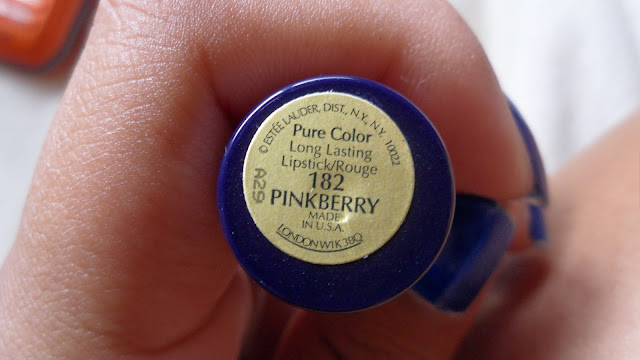 © ESTÉE LAUDER, DIST., N.Y., N.Y. 10022
Pure Color
Long Lasting
Lipstick/Rouge
182
PINKBERRY
MADE
IN U.S.A.
LONDON W1K 3BQ
A29